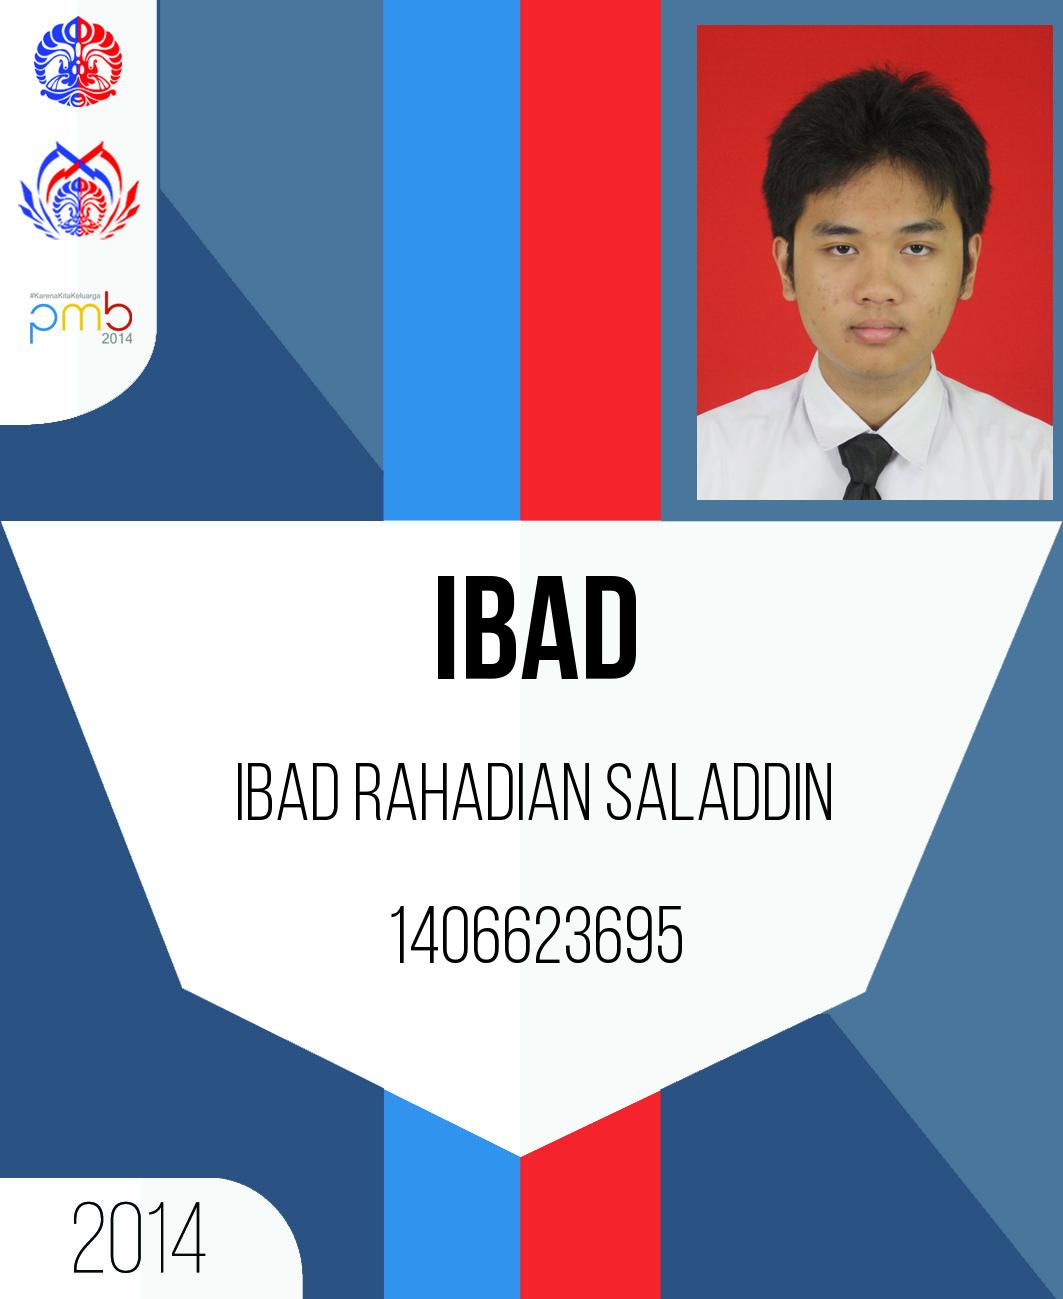 #KarenaKitaKeluarga
pmb
2014
IBAD
IBAD RAHADIAN SALADDIN
1406623695
2014